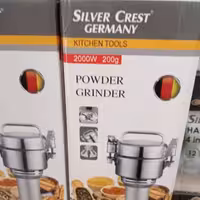 SILVER CREST®
GERMANY
KITCHEN TOOLS
2000W 200g
POWDER
GRINDER